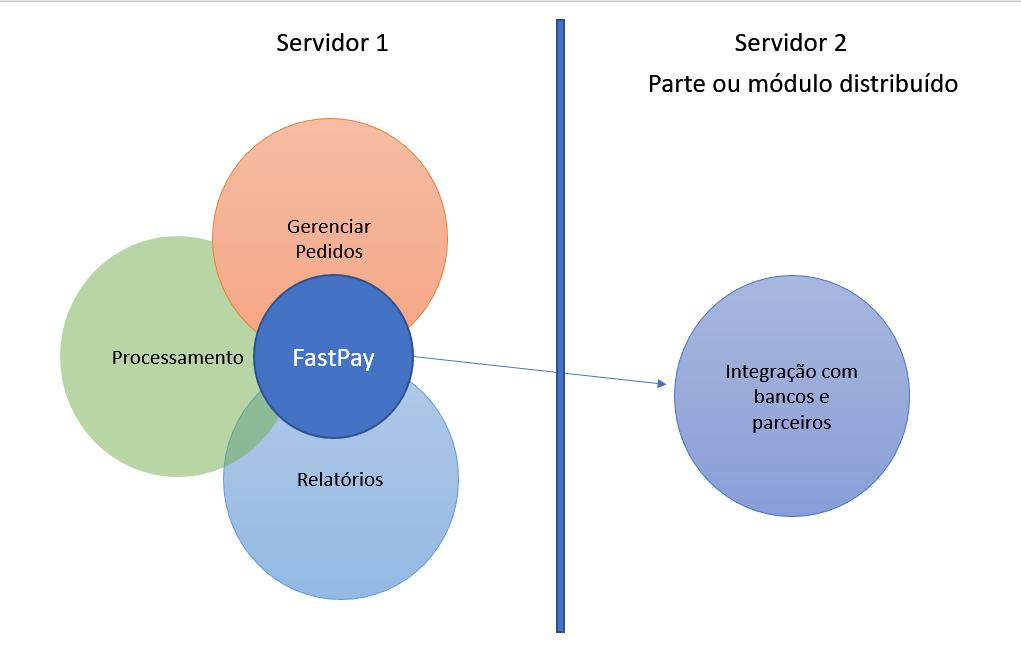 Servidor 1
Servidor 2
Parte ou módulo distribuído
Gerenciar
Pedidos
Processamento
FastPay
Relatórios
Integração com
bancos e
parceiros